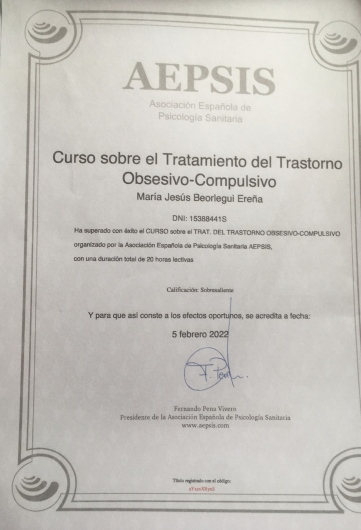 AEPSIS
Asociación Española de
Psicología Sanitaria
Curso sobre el Tratamiento del Trastorno
Obsesivo-Compulsivo
María Jesús Beorlegui Ereña
DNI: 15388441S
Ha superado con éxito el CURSO sobre el TRAT. DEL TRASTORNO OBSESIVO-COMPULSIVO
organizado por la Asociación Española de Psicología Sanitaria AEPSIS,
con una duración total de 20 horas lectivas
Calificación: Sobresaliente
Y para que así conste a los efectos oportunos, se acredita a fecha:
5 febrero 2022
Fernando Pena Vivero
Presidente de la Asociación Española de Psicología Sanitaria
www.aepsis.com
Título registrado con el código: